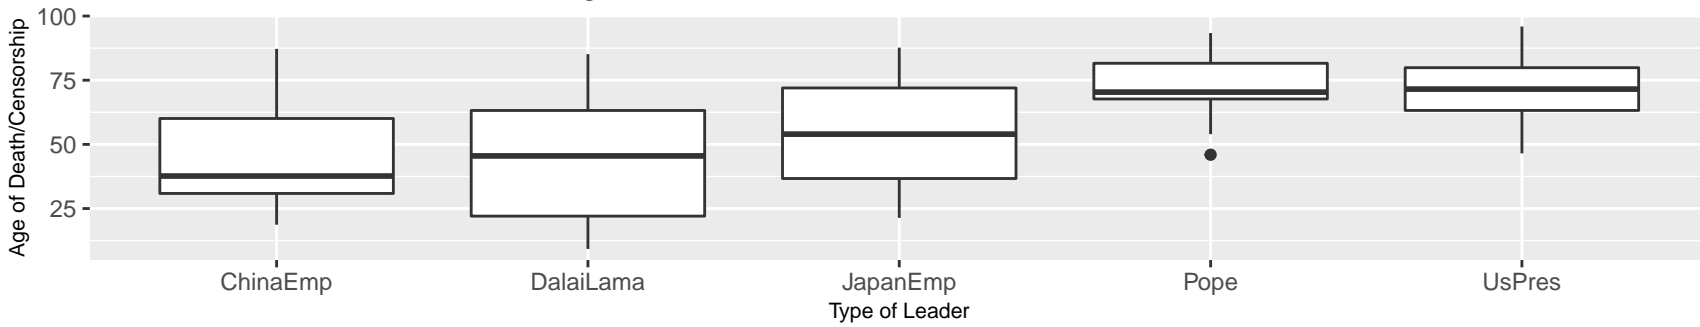 Age of Death/Censorship
100
75
50
25
ChinaEmp DalaiLama JapanEmp Pope UsPres
Type of Leader